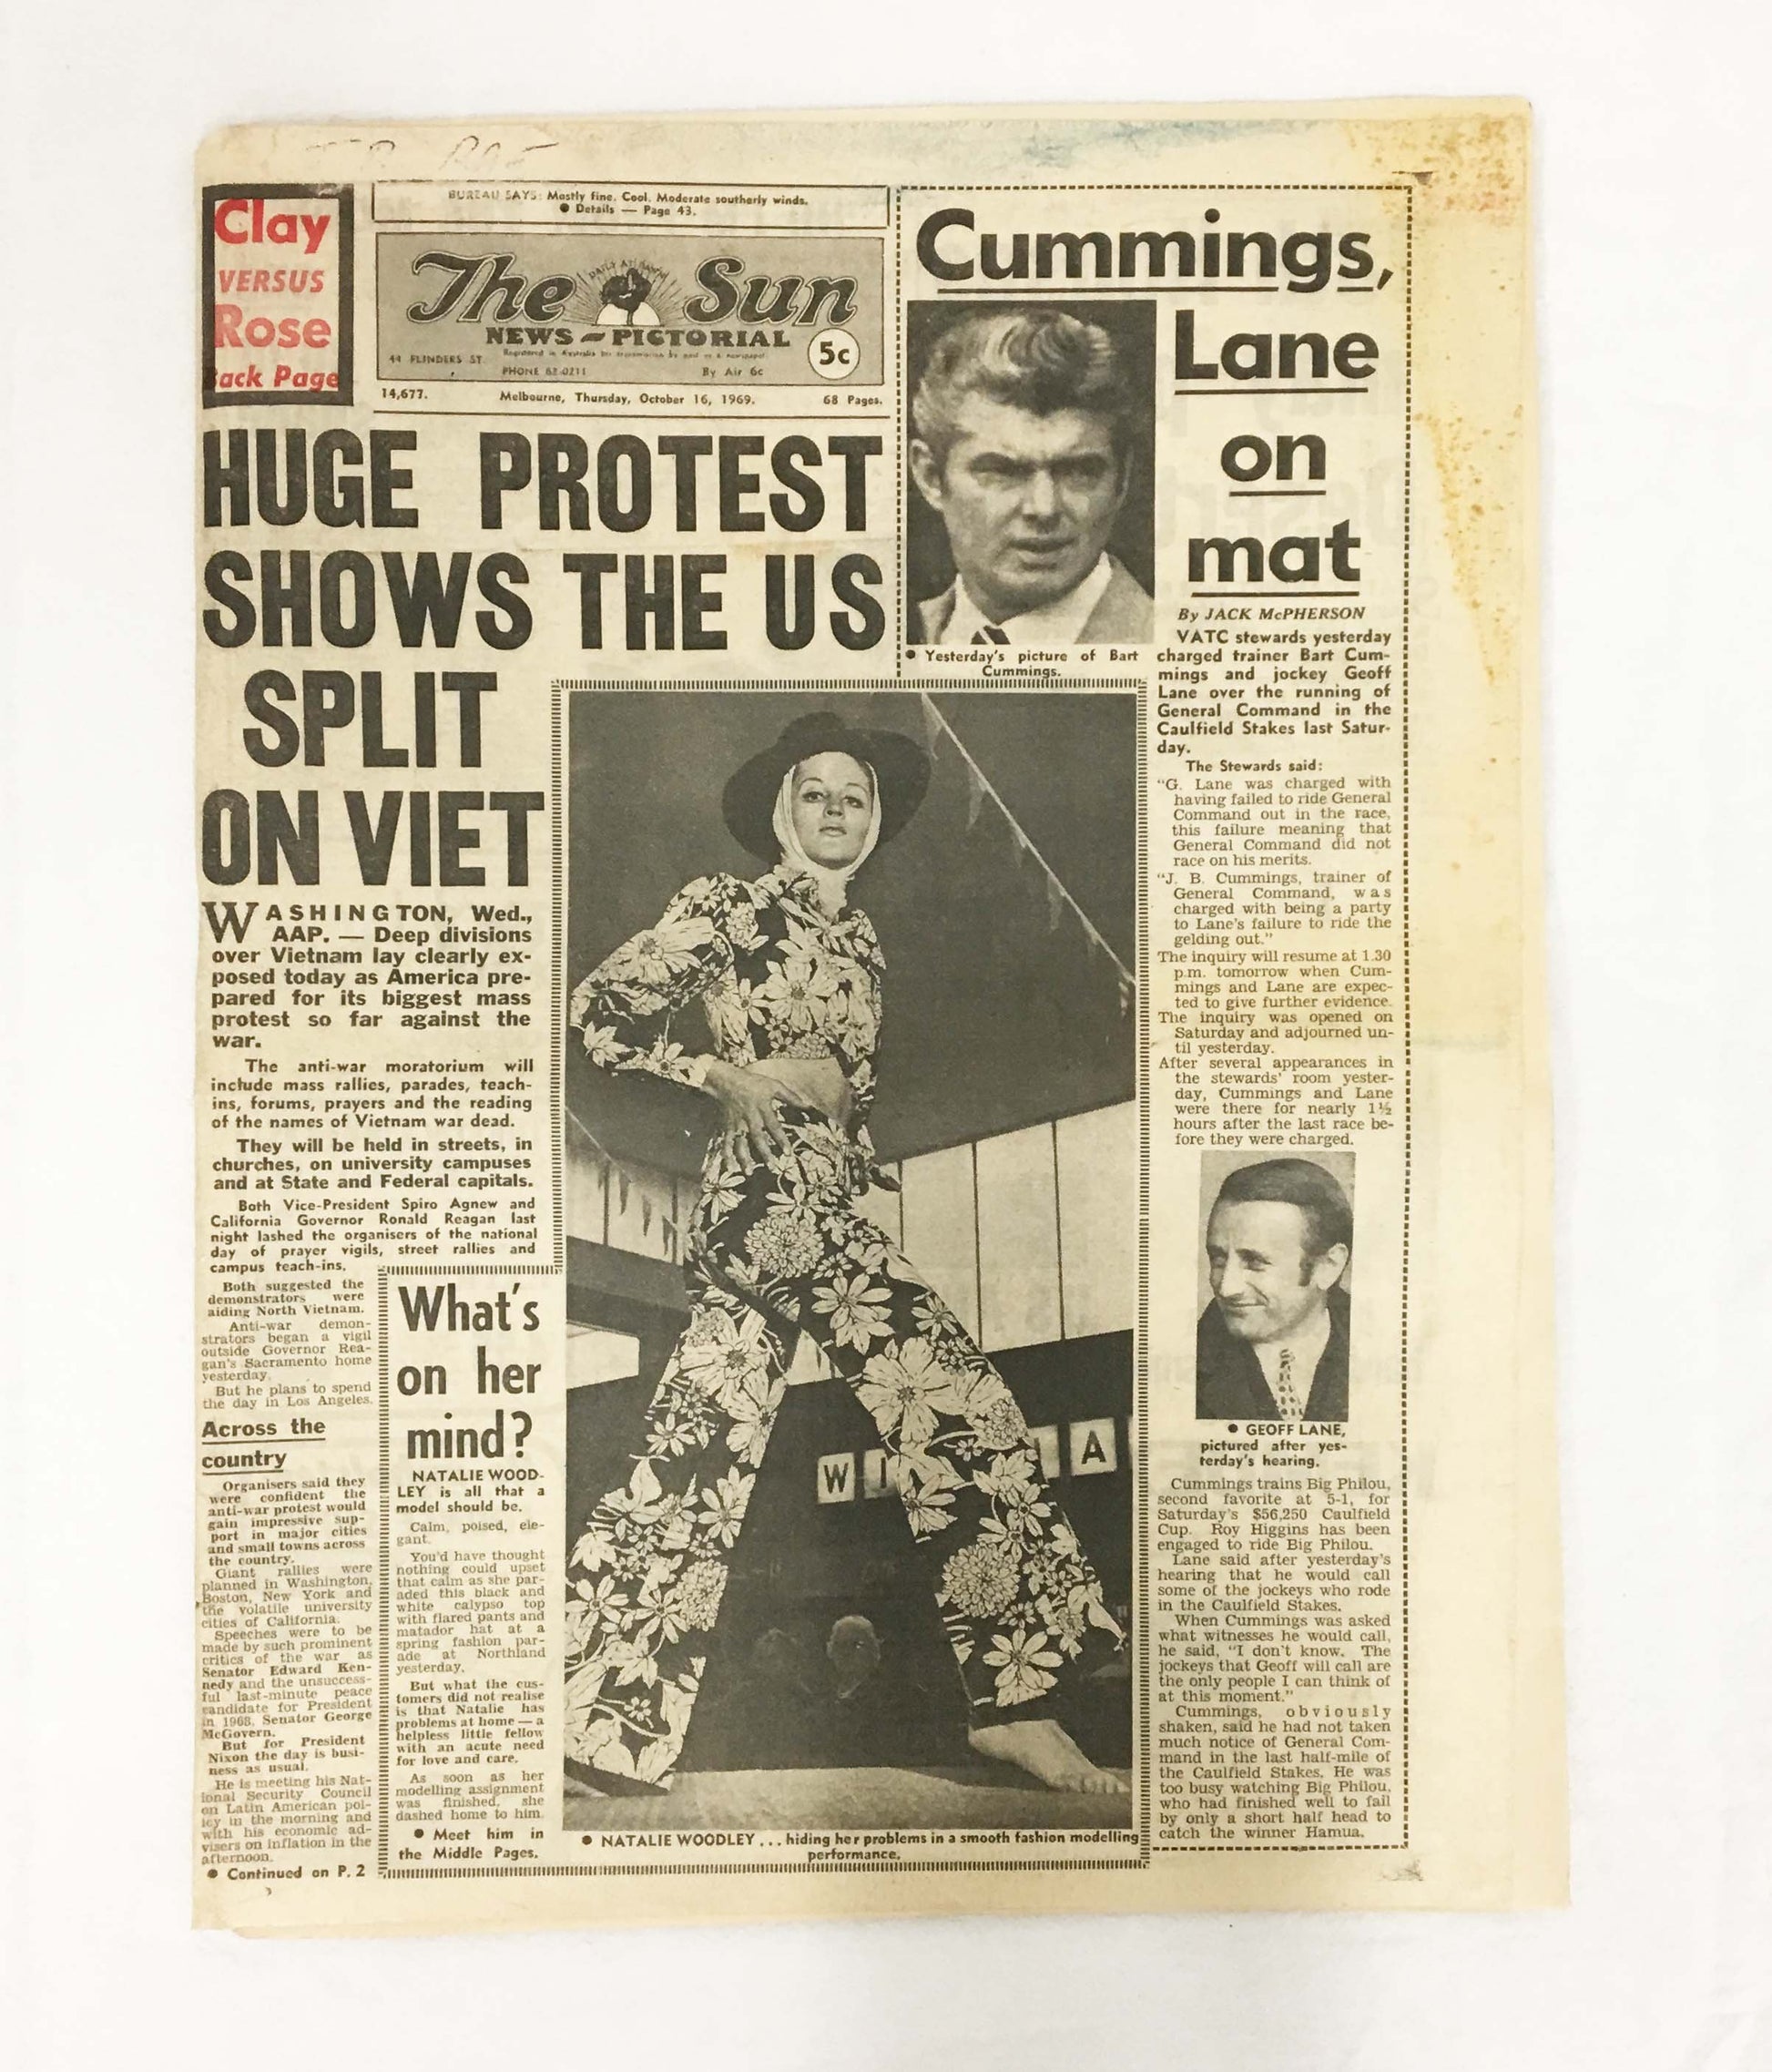 Clay
VERSUS
Rose
ack Page
BUREAU SAYS: Mostly fine. Cool. Moderate southerly winds.
● Details — Page 43.
The Sun
NEWS-PICTORIAL
44 FLINDERS ST.
Registered in Australia for transmission by post as a newspaper
PHONE 62-0211
By Air 6c
5c
14,677.
Melbourne, Thursday, October 16, 1969.
68 Pages.
HUGE PROTEST
SHOWS THE US
SPLIT
ON VIET
WASHINGTON, Wed.,
AAP. — Deep divisions
over Vietnam lay clearly ex-
posed today as America pre-
pared for its biggest mass
protest so far against the
war.
The anti-war moratorium will
include mass rallies, parades, teach-
ins, forums, prayers and the reading
of the names of Vietnam war dead.
They will be held in streets, in
churches, on university campuses
and at State and Federal capitals.
Both Vice-President Spiro Agnew and
California Governor Ronald Reagan last
night lashed the organisers of the national
day of prayer vigils, street rallies and
campus teach-ins.
Both suggested the
demonstrators were
aiding North Vietnam.
Anti-war demon-
strators began a vigil
outside Governor Rea-
gan's Sacramento home
yesterday.
But he plans to spend
the day in Los Angeles.
Across the
country
Organisers said they
were confident the
anti-war protest would
gain impressive sup-
port in major cities
and small towns across
the country.
Giant rallies were
planned in Washington,
Boston, New York and
the volatile university
cities of California.
Speeches were to be
made by such prominent
critics of the war as
Senator Edward Ken-
nedy and the unsuccess-
ful last-minute peace
candidate for President
in 1968, Senator George
McGovern.
But for President
Nixon the day is busi-
ness as usual.
He is meeting his Nat-
ional Security Council
on Latin American pol-
icy in the morning and
with his economic ad-
visers on inflation in the
afternoon.
● Continued on P. 2
What's
on her
mind?
NATALIE WOOD-
LEY is all that a
model should be.
Calm, poised, ele-
gant.
You'd have thought
nothing could upset
that calm as she par-
aded this black and
white calypso top
with flared pants and
matador hat at a
spring fashion par-
ade at Northland
yesterday.
But what the cus-
tomers did not realise
is that Natalie has
problems at home — a
helpless little fellow
with an acute need
for love and care.
As soon as her
modelling assignment
was finished, she
dashed home to him.
● Meet him in
the Middle Pages.
W I A
● NATALIE WOODLEY . . . hiding her problems in a smooth fashion modelling
performance.
Cummings,
Lane
on
mat
● Yesterday's picture of Bart
Cummings.
By JACK McPHERSON
VATC stewards yesterday
charged trainer Bart Cum-
mings and jockey Geoff
Lane over the running of
General Command in the
Caulfield Stakes last Satur-
day.
The Stewards said:
"G. Lane was charged with
having failed to ride General
Command out in the race,
this failure meaning that
General Command did not
race on his merits.
"J. B. Cummings, trainer of
General Command, was
charged with being a party
to Lane's failure to ride the
gelding out."
The inquiry will resume at 1.30
p.m. tomorrow when Cum-
mings and Lane are expec-
ted to give further evidence.
The inquiry was opened on
Saturday and adjourned un-
til yesterday.
After several appearances in
the stewards' room yester-
day, Cummings and Lane
were there for nearly 1½
hours after the last race be-
fore they were charged.
● GEOFF LANE,
pictured after yes-
terday's hearing.
Cummings trains Big Philou,
second favorite at 5-1, for
Saturday's $56,250 Caulfield
Cup. Roy Higgins has been
engaged to ride Big Philou.
Lane said after yesterday's
hearing that he would call
some of the jockeys who rode
in the Caulfield Stakes.
When Cummings was asked
what witnesses he would call,
he said, "I don't know. The
jockeys that Geoff will call are
the only people I can think of
at this moment."
Cummings, obviously
shaken, said he had not taken
much notice of General Com-
mand in the last half-mile of
the Caulfield Stakes. He was
too busy watching Big Philou,
who had finished well to fail
by only a short half head to
catch the winner Hamua.